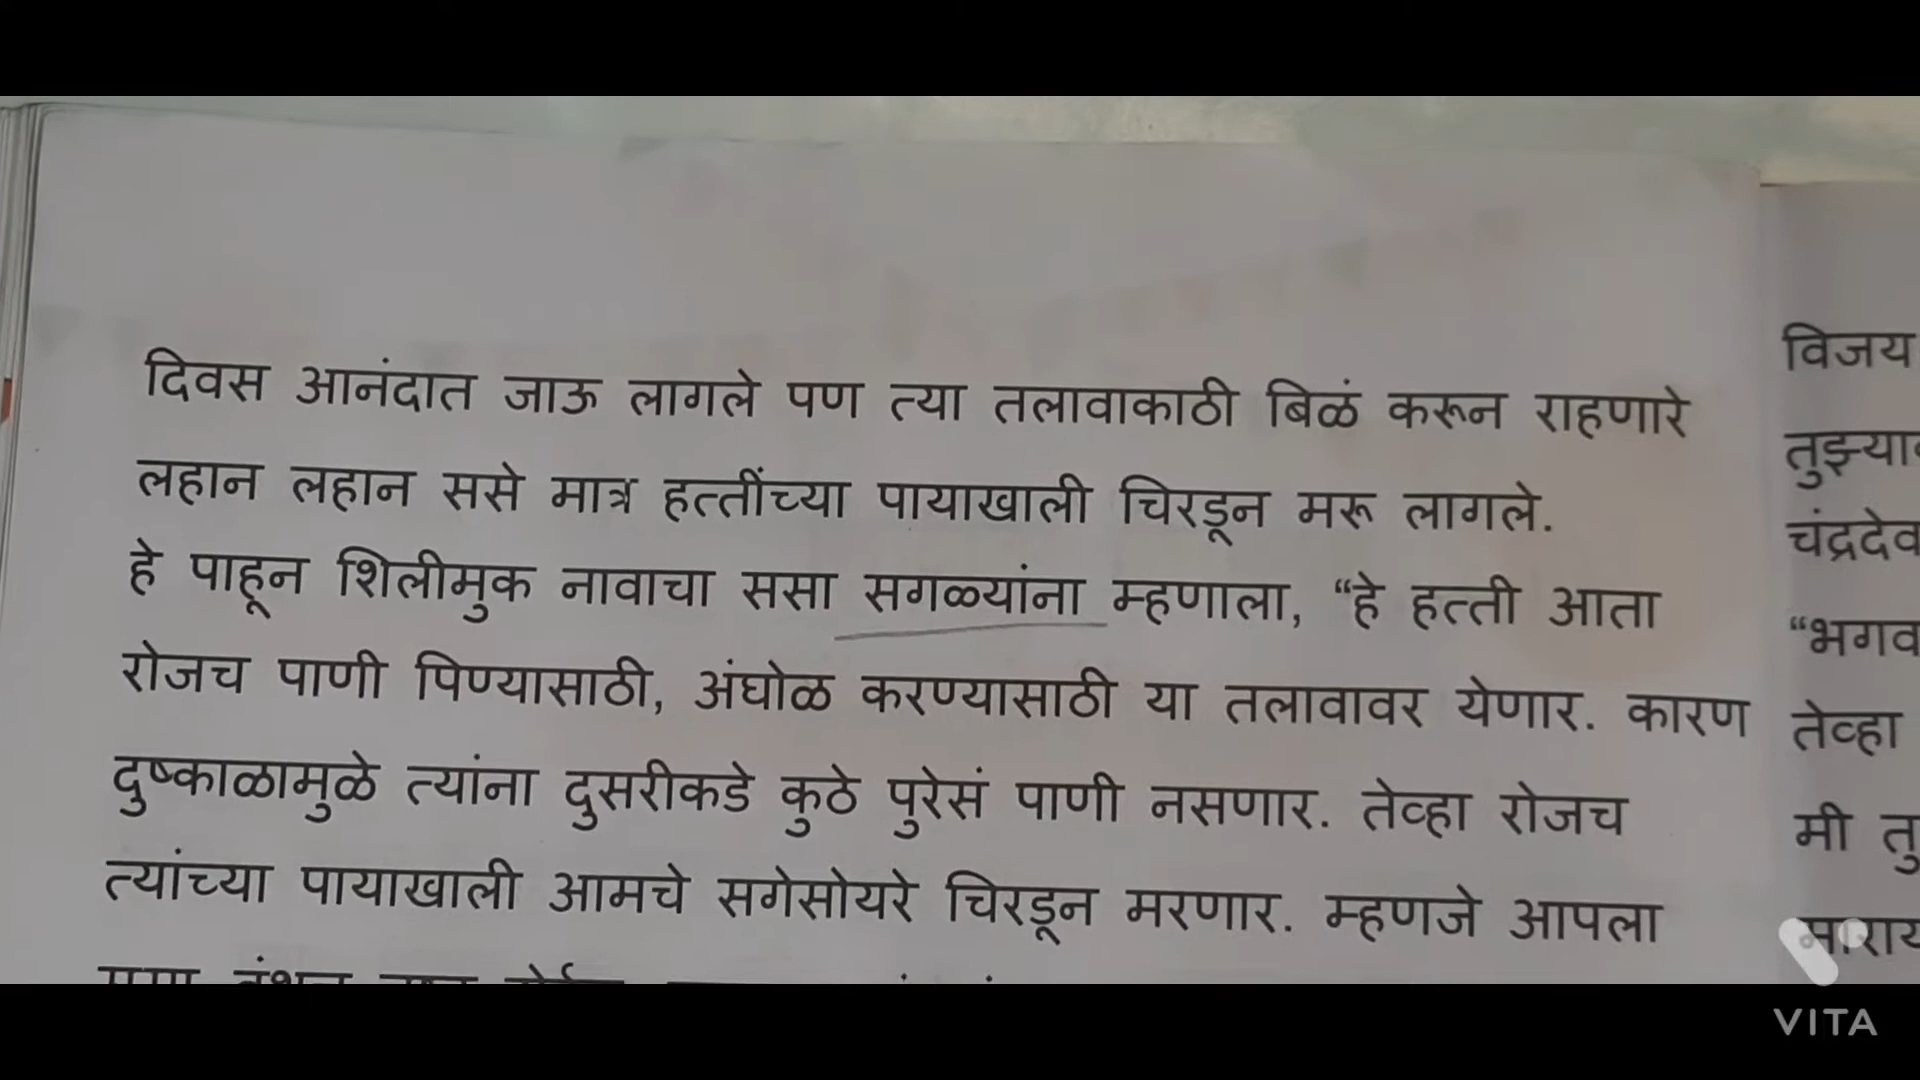 दिवस आनंदात जाऊ लागले पण त्या तलावाकाठी बिळं करून राहणारे
लहान लहान ससे मात्र हत्तींच्या पायाखाली चिरडून मरू लागले.
हे पाहून शिलीमुक नावाचा ससा सगळ्यांना म्हणाला, “हे हत्ती आता
रोजच पाणी पिण्यासाठी, अंघोळ करण्यासाठी या तलावावर येणार. कारण
दुष्काळामुळे त्यांना दुसरीकडे कुठे पुरेसं पाणी नसणार. तेव्हा रोजच
त्यांच्या पायाखाली आमचे सगेसोयरे चिरडून मरणार. म्हणजे आपला
विजय
चंद्रदेव
तेव्हा
मी
VITA